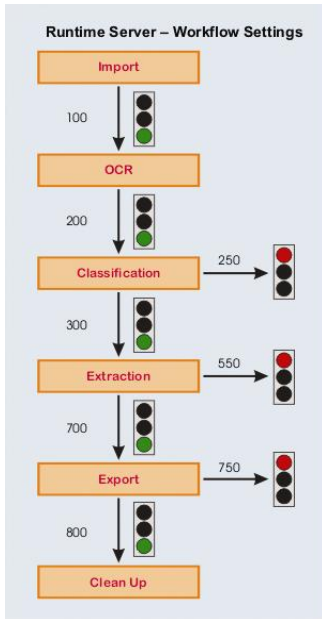 Runtime Server – Workflow Settings
Import
100
OCR
200
Classification
250
300
Extraction
550
700
Export
750
800
Clean Up